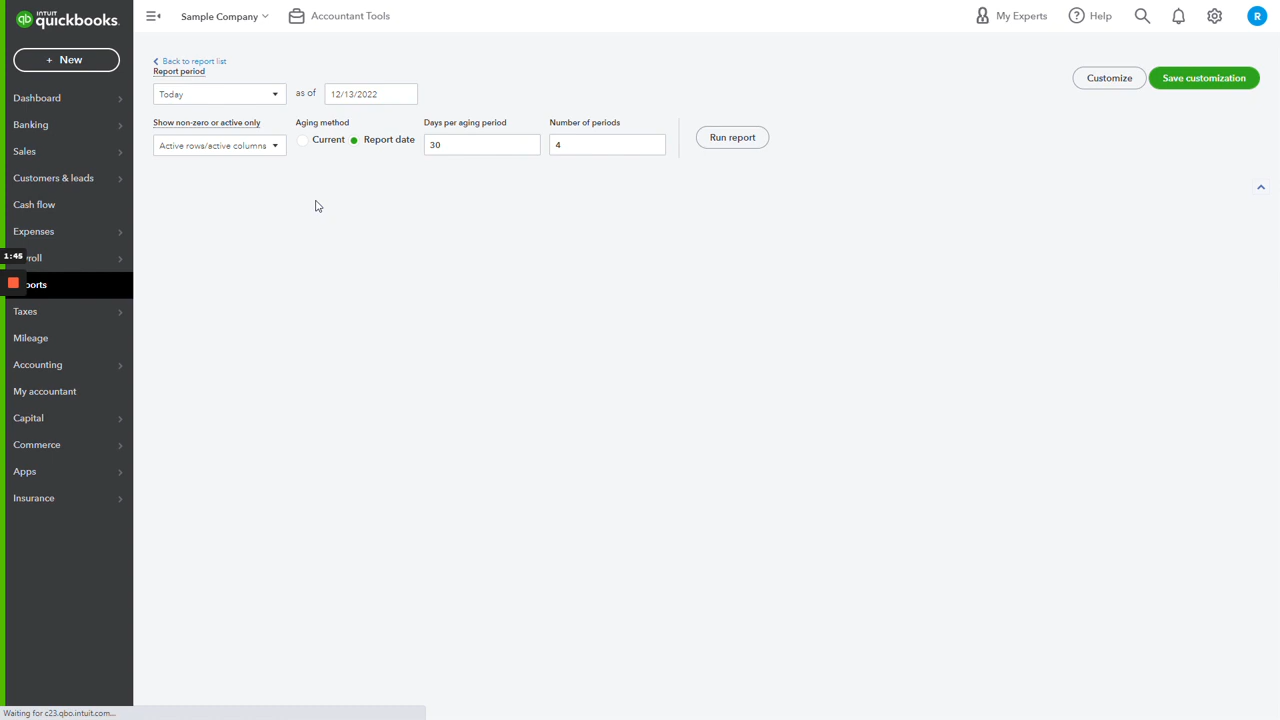 qb INTUIT quickbooks.
Sample Company
Accountant Tools
My Experts
Help
R
+ New
Dashboard
Banking
Sales
Customers & leads
Cash flow
Expenses
1:45
roll
ports
Taxes
Mileage
Accounting
My accountant
Capital
Commerce
Apps
Insurance
Back to report list
Report period
Today
as of
12/13/2022
Customize
Save customization
Show non-zero or active only
Active rows/active columns
Aging method
Current
Report date
Days per aging period
30
Number of periods
4
Run report
Waiting for c23.qbo.intuit.com...